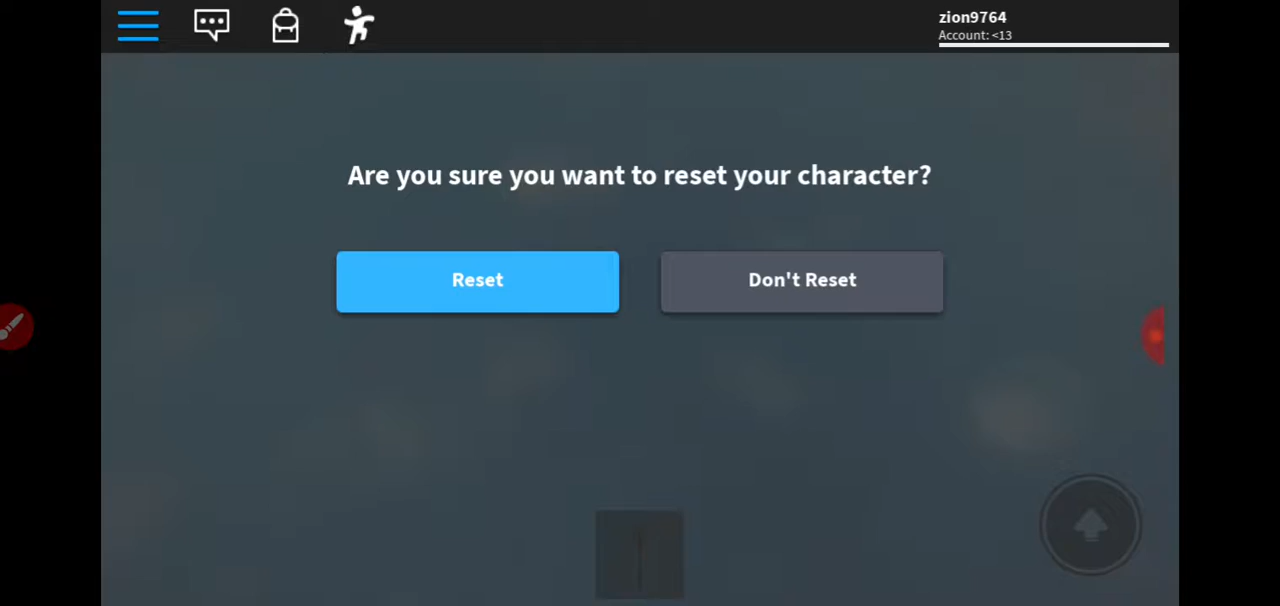 zion9764
Account: <13
Are you sure you want to reset your character?
Reset
Don't Reset